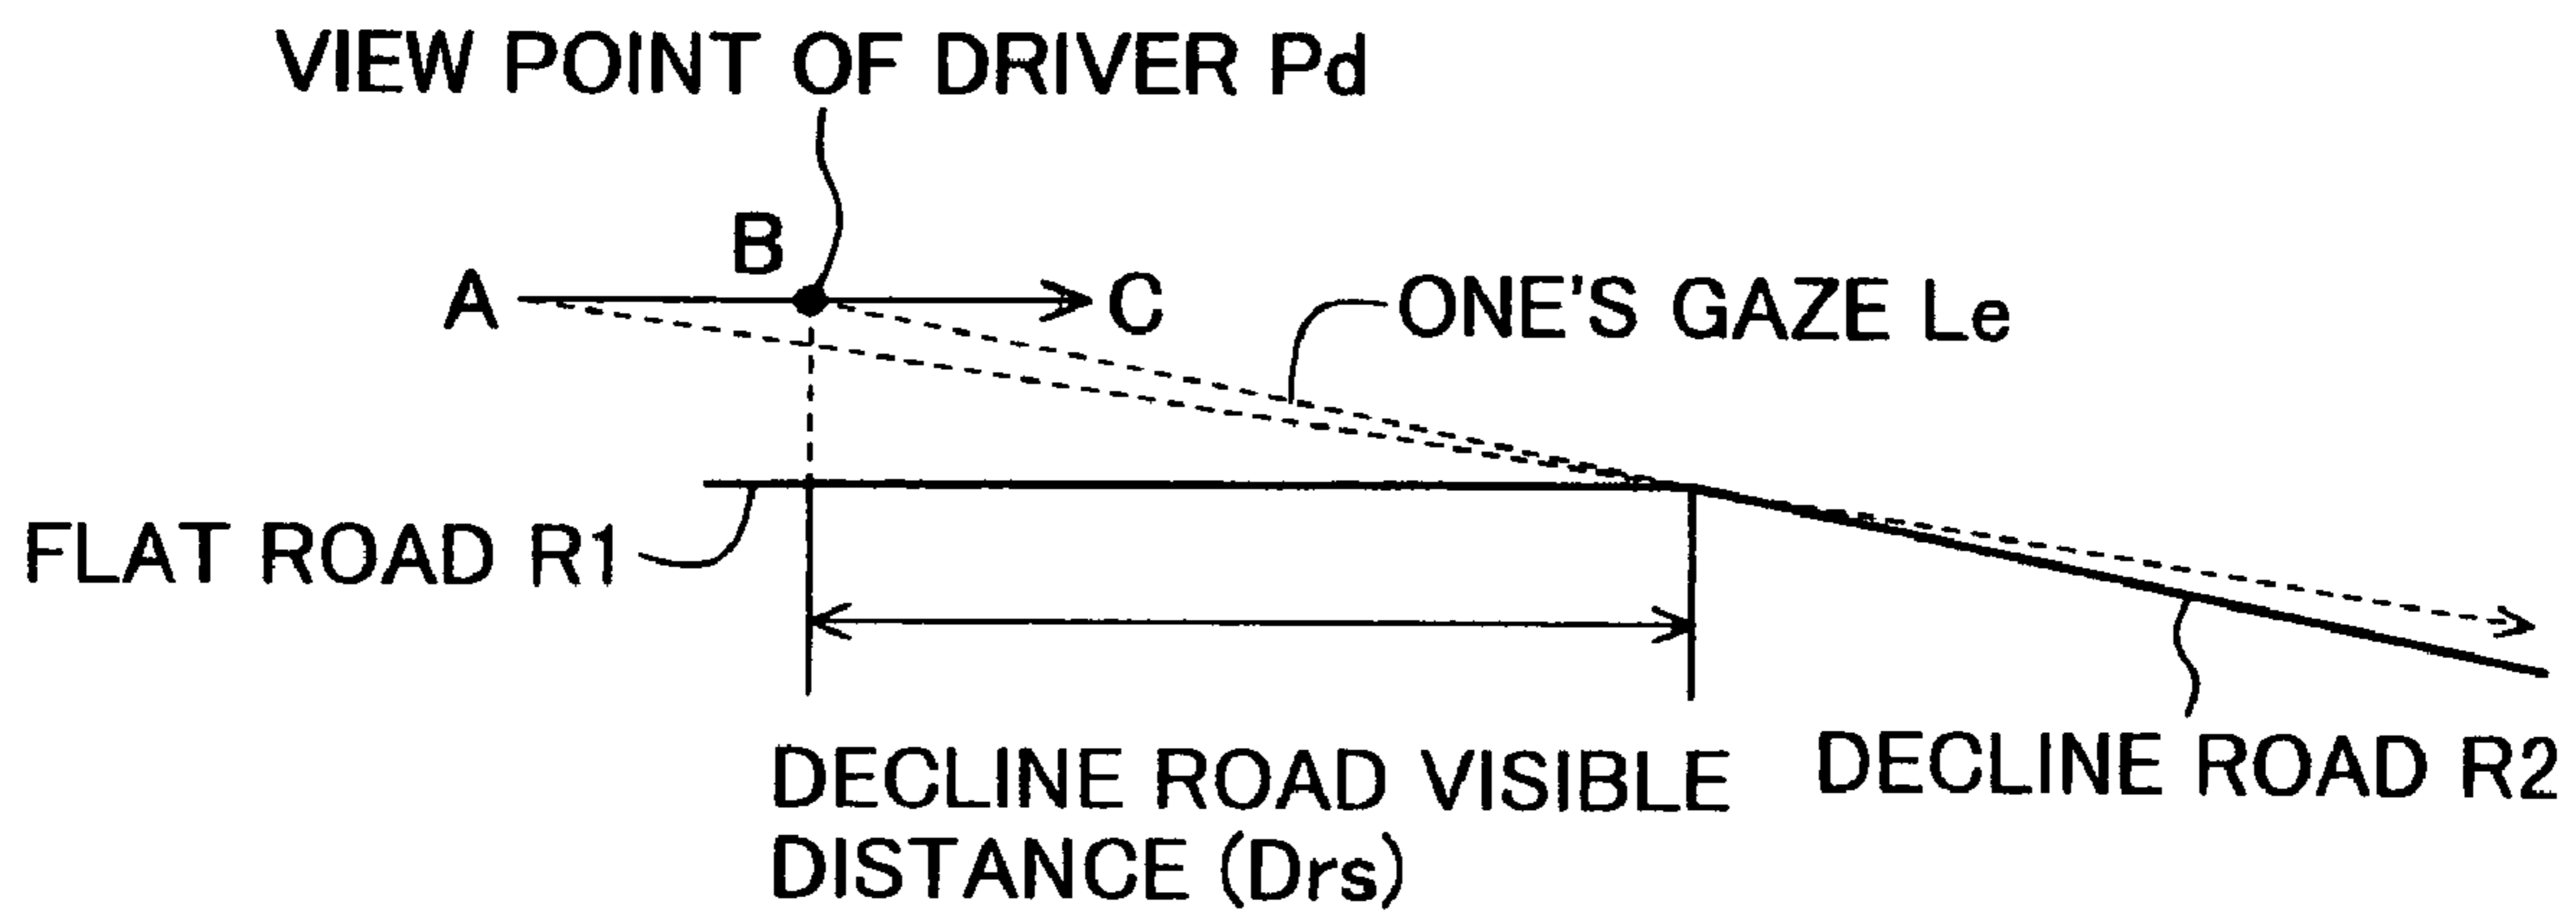 VIEW POINT OF DRIVER Pd
B
A
C
ONE'S GAZE Le
FLAT ROAD R1
DECLINE ROAD VISIBLE
DISTANCE (Drs)
DECLINE ROAD R2